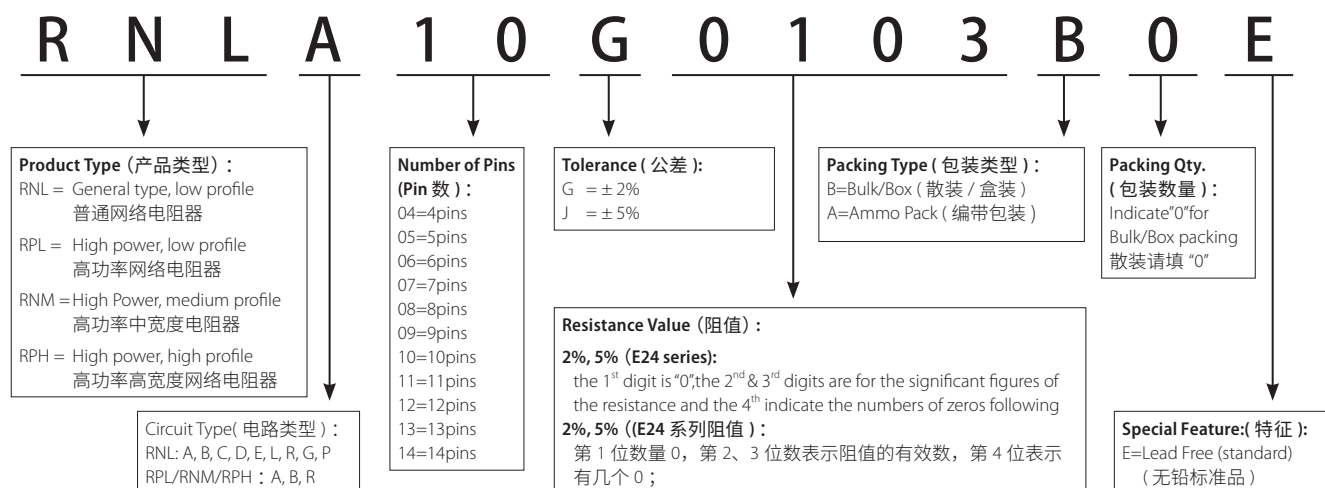 R N L A 1 0 G 0 1 0 3 B 0 E
Product Type（产品类型）:
RNL = General type, low profile
普通网络电阻器
RPL = High power, low profile
高功率网络电阻器
RNM = High Power, medium profile
高功率中宽度电阻器
RPH = High power, high profile
高功率高宽度网络电阻器
Circuit Type( 电路类型 ) :
RNL: A, B, C, D, E, L, R, G, P
RPL/RNM/RPH : A, B, R
Number of Pins
(Pin 数 ) :
04=4pins
05=5pins
06=6pins
07=7pins
08=8pins
09=9pins
10=10pins
11=11pins
12=12pins
13=13pins
14=14pins
Tolerance ( 公差 ):
G = ± 2%
J = ± 5%
Resistance Value（阻值）:
2%, 5%（E24 series):
the 1st digit is "0",the 2nd & 3rd digits are for the significant figures of
the resistance and the 4th indicate the numbers of zeros following
2%, 5%（(E24 系列阻值 ) :
第 1 位数量 0，第 2、3 位数表示阻值的有效数，第 4 位表示
有几个 0 ;
Packing Type ( 包装类型 ) :
B=Bulk/Box ( 散装 / 盒装 )
A=Ammo Pack ( 编带包装 )
Packing Qty.
( 包装数量 ) :
Indicate"0"for
Bulk/Box packing
散装请填 "0"
Special Feature:( 特征 ):
E=Lead Free (standard)
( 无铅标准品 )